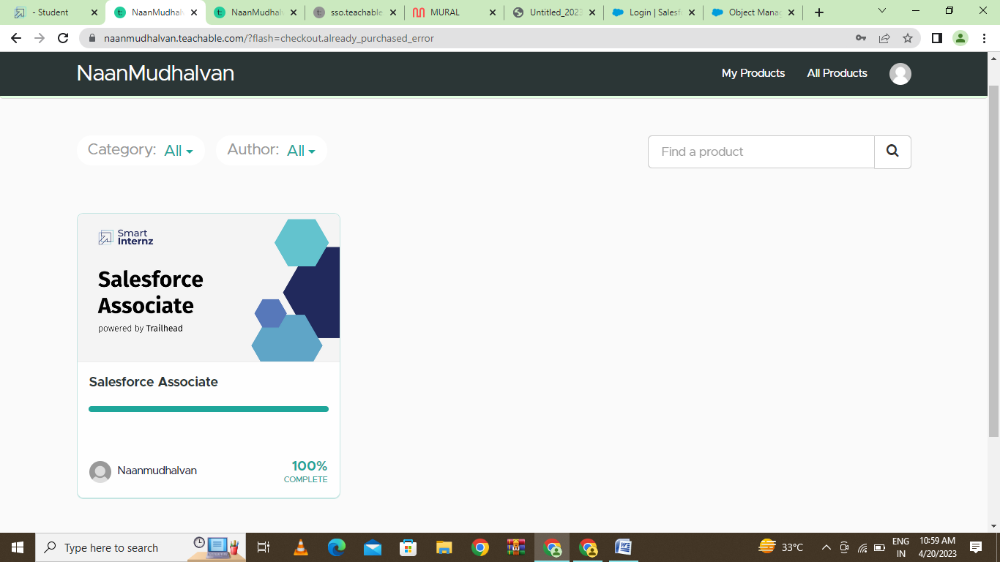 - Student
NaanMudhalv
NaanMudhalv
sso.teachable
MURAL
Untitled_2023
Login | Salesf
Object Manag
naanmudhalvan.teachable.com/?flash=checkout.already_purchased_error
NaanMudhalvan
My Products
All Products
Category: All
Author: All
Find a product
Smart
Internz
Salesforce
Associate
powered by Trailhead
Salesforce Associate
Naanmudhalvan
100%
COMPLETE
Type here to search
33°C
ENG
IN
10:59 AM
4/20/2023